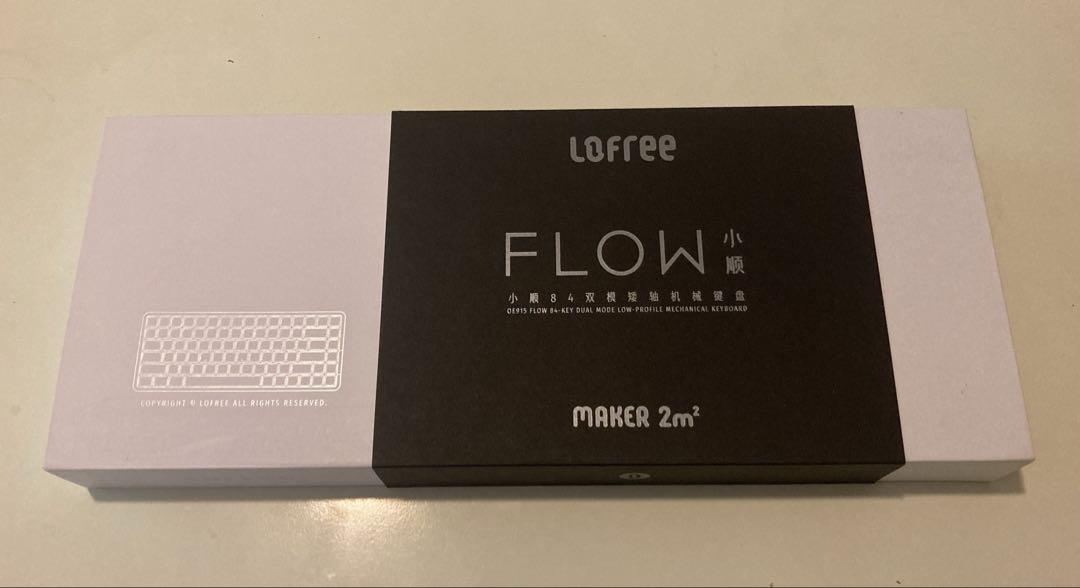 LOFree
FLOW 小顺
小顺84双模矮轴机械键盘
OE915 FLOW 84-KEY DUAL MODE LOW-PROFILE MECHANICAL KEYBOARD
MAKER 2m²
COPYRIGHT © LOFREE ALL RIGHTS RESERVED.